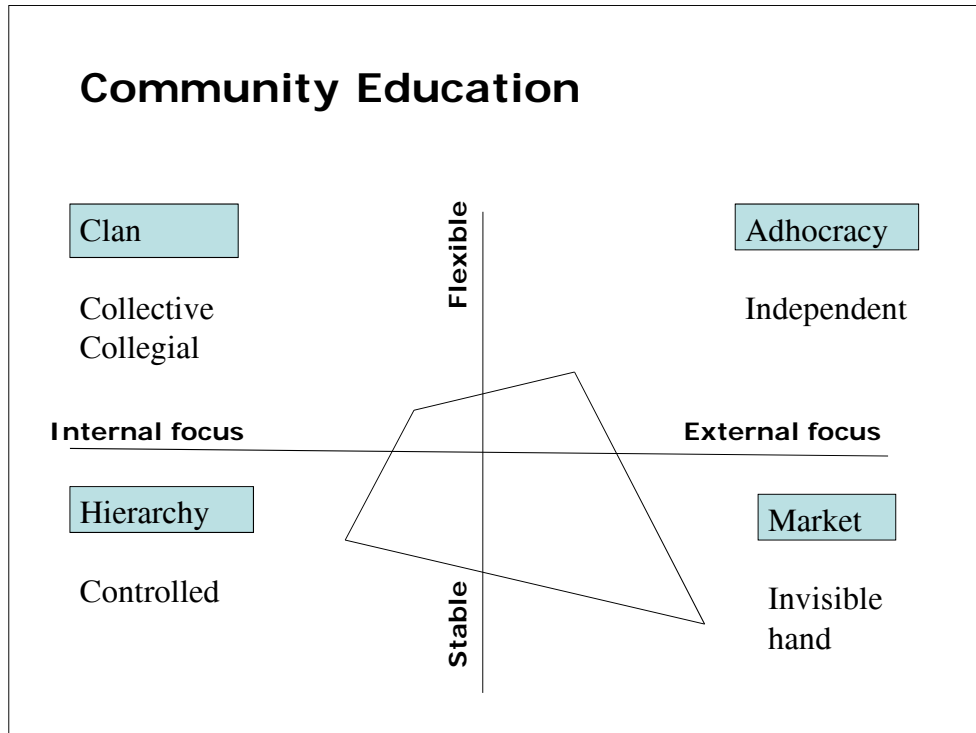 Community Education
Clan
Flexible
Adhocracy
Collective
Collegial
Independent
Internal focus
External focus
Hierarchy
Market
Controlled
Stable
Invisible
hand